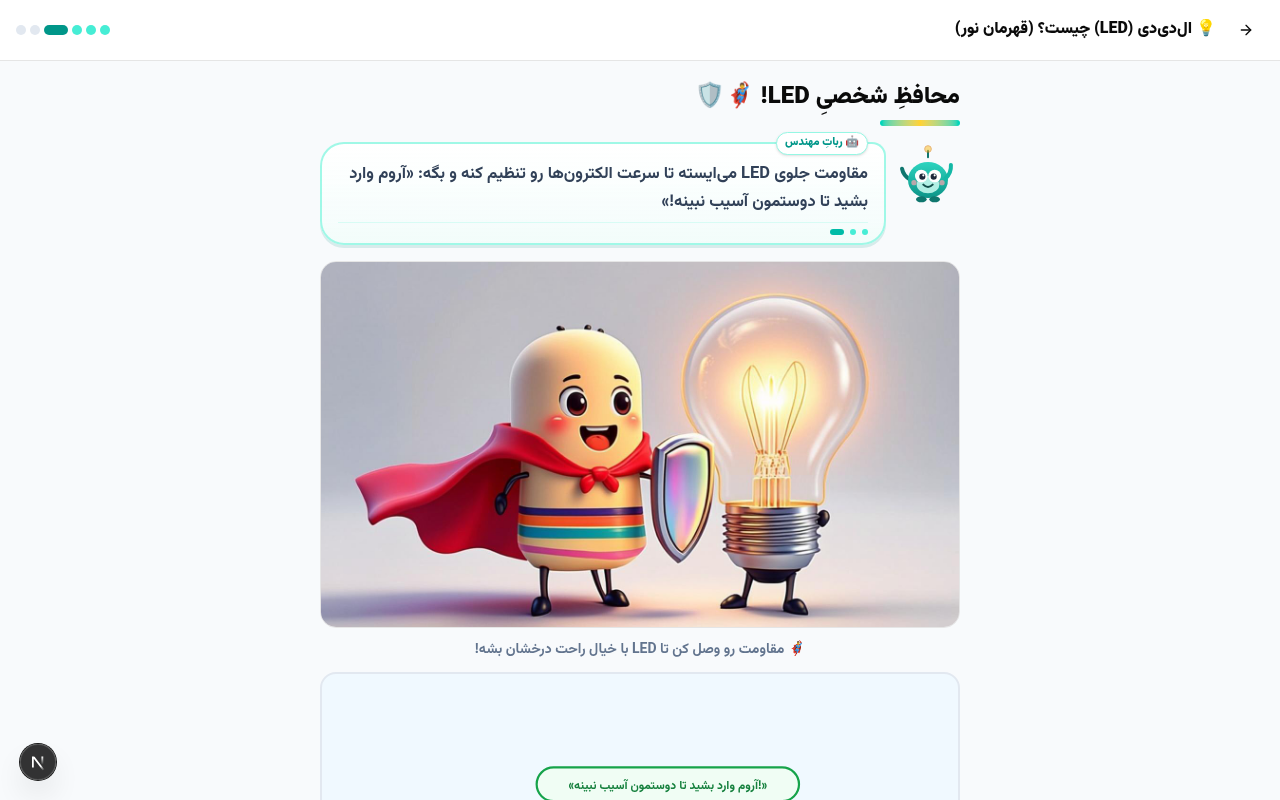 💡 ال‌ای‌دی (LED) چیست؟ (قهرمان نور)
محافظِ شخصیِ LED! 🦸 🛡️
🤖 رباتِ مهندس
مقاومت جلوی LED می‌ایسته تا سرعت الکترون‌ها رو تنظیم کنه و بگه: «آروم وارد
بشید تا دوستمون آسیب نبینه!»
🦸 مقاومت رو وصل کن تا LED با خیال راحت درخشان بشه!
«آروم وارد بشید تا دوستمون آسیب نبینه!»